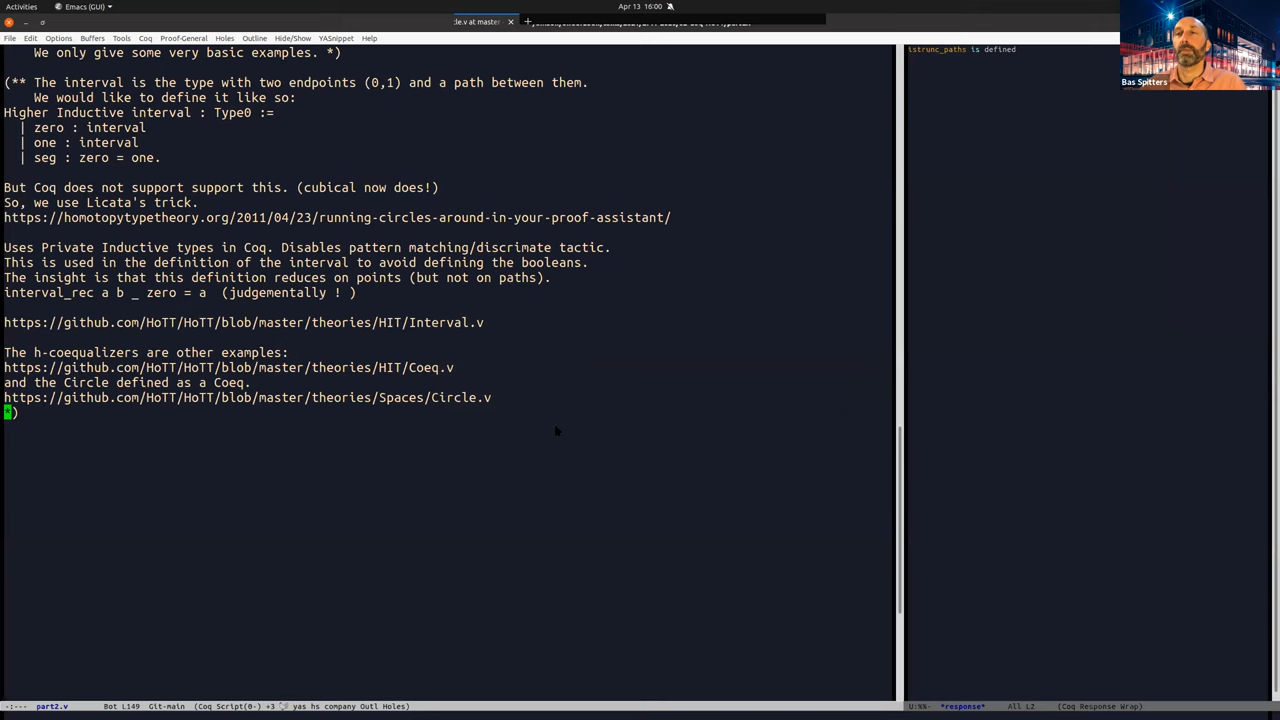 Activities
Emacs (GUI)
Apr 13 16:00
cle.v at master
File Edit Options Buffers Tools Coq Proof-General Holes Outline Hide/Show YASnippet Help
We only give some very basic examples. *)
(** The interval is the type with two endpoints (0,1) and a path between them.
We would like to define it like so:
Higher Inductive interval : Type0 :=
| zero : interval
| one : interval
| seg : zero = one.
But Coq does not support support this. (cubical now does!)
So, we use Licata's trick.
https://homotopytypetheory.org/2011/04/23/running-circles-around-in-your-proof-assistant/
Uses Private Inductive types in Coq. Disables pattern matching/discrimate tactic.
This is used in the definition of the interval to avoid defining the booleans.
The insight is that this definition reduces on points (but not on paths).
interval_rec a b _ zero = a (judgementally ! )
https://github.com/HoTT/HoTT/blob/master/theories/HIT/Interval.v
The h-coequalizers are other examples:
https://github.com/HoTT/HoTT/blob/master/theories/HIT/Coeq.v
and the Circle defined as a Coeq.
https://github.com/HoTT/HoTT/blob/master/theories/Spaces/Circle.v
*)
-:--- part2.v Bot L149 Git-main (Coq Script(0-) +3 yas hs company Outl Holes)
istrunc_paths is defined
Bas Spitters
U:%%- *response* All L2 (Coq Response Wrap)